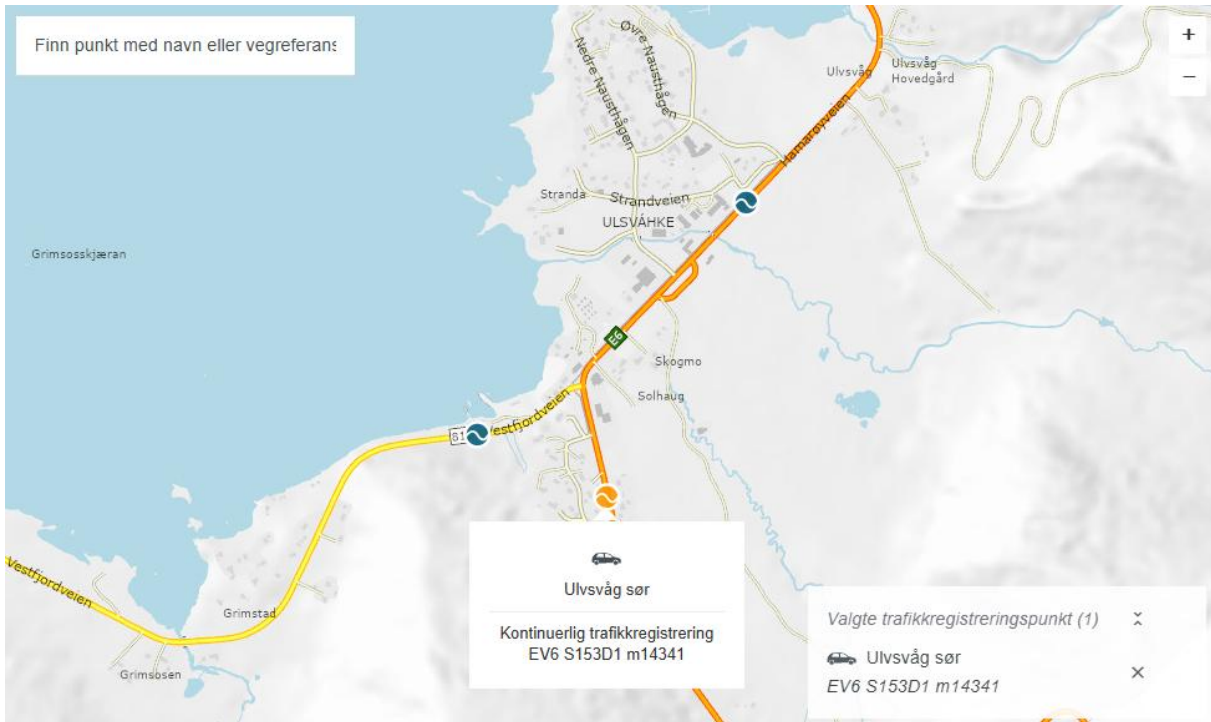 Finn punkt med navn eller vegreferans
+
−
Øvre Nausthågen
Nedre Nausthågen
Ulvsvåg
Ulvsvåg
Hovedgård
Hamarøyveien
Stranda
Strandveien
ULSVÁHKE
Grimsosskjæran
E6
Skogmo
Solhaug
81
Vestfjordveien
Vestfjordveien
Grimstad
Grimsosen
Ulvsvåg sør
Kontinuerlig trafikkregistrering
EV6 S153D1 m14341
Valgte trafikkregistreringspunkt (1)
Ulvsvåg sør
EV6 S153D1 m14341